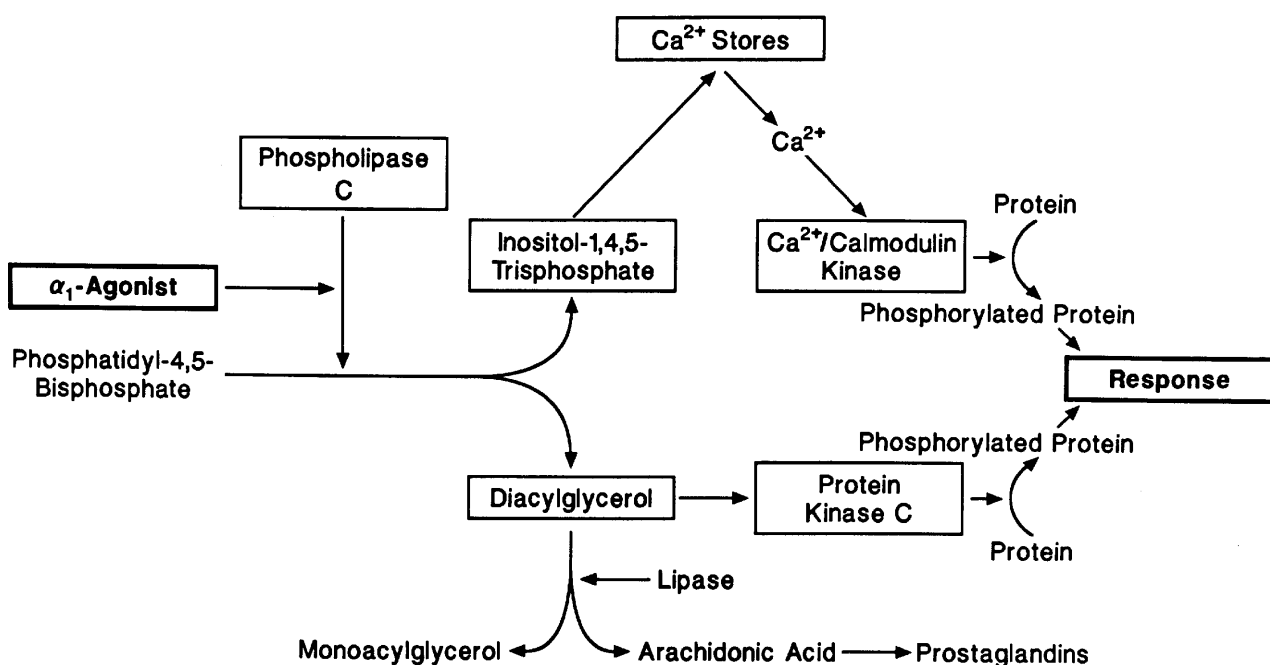 Ca²⁺ Stores
Ca²⁺
Phospholipase
C
Protein
Inositol-1,4,5-
Trisphosphate
Ca²⁺/Calmodulin
Kinase
α₁-Agonist
Phosphorylated Protein
Phosphatidyl-4,5-
Bisphosphate
Response
Phosphorylated Protein
Diacylglycerol
Protein
Kinase C
Protein
Lipase
Monoacylglycerol
Arachidonic Acid
Prostaglandins